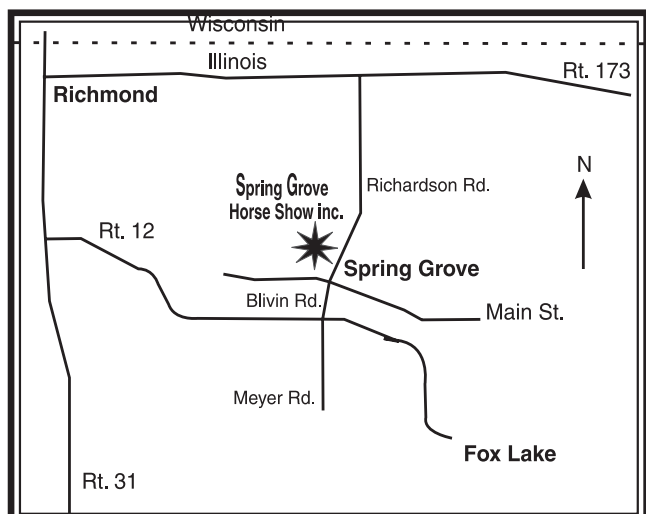 Wisconsin
Illinois
Rt. 173
Richmond
N
Spring Grove
Horse Show inc.
Richardson Rd.
Rt. 12
Spring Grove
Blivin Rd.
Main St.
Meyer Rd.
Fox Lake
Rt. 31